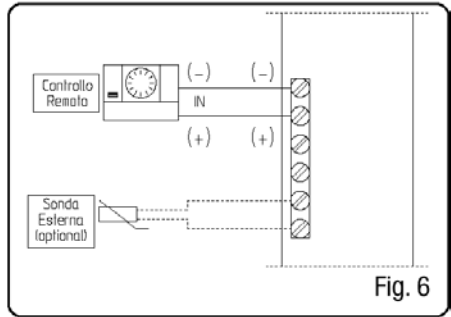 (-) (-)
Controllo
Remoto
IN
(+) (+)
Sonda
Esterna
(optional)
Fig. 6